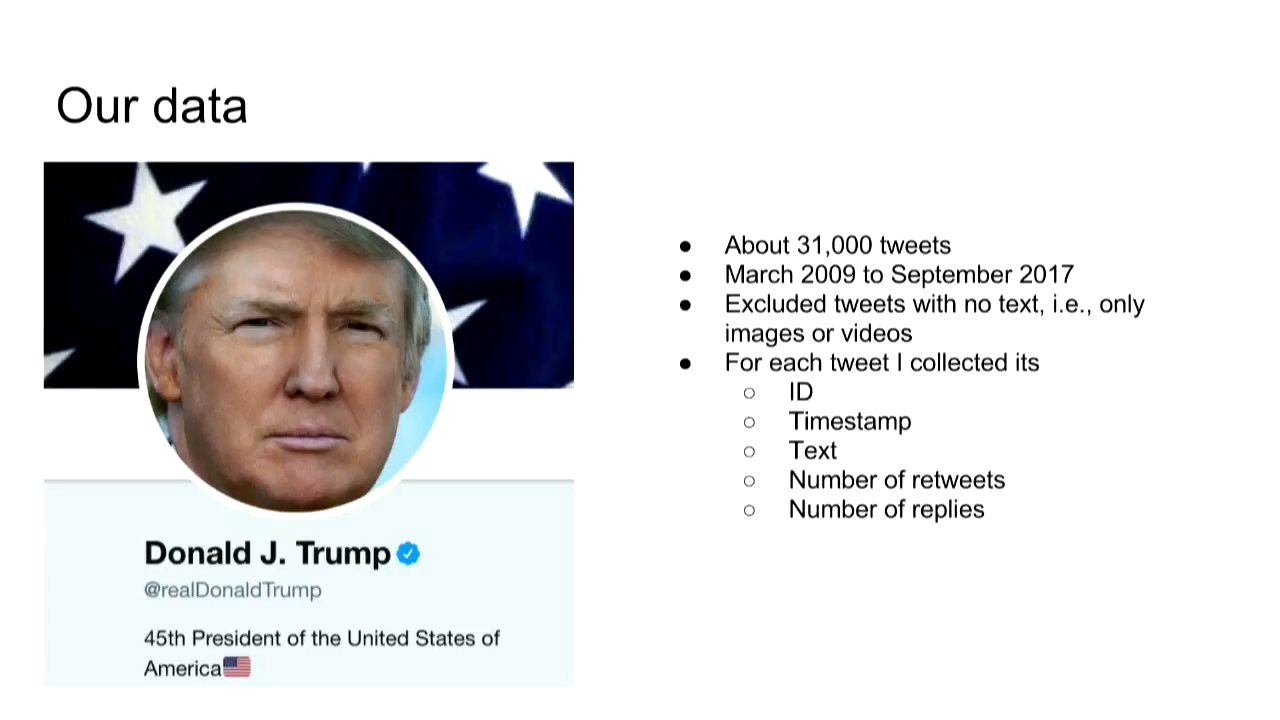 Our data
Donald J. Trump
@realDonaldTrump
45th President of the United States of
America🇺🇸
● About 31,000 tweets
● March 2009 to September 2017
● Excluded tweets with no text, i.e., only
images or videos
● For each tweet I collected its
○ ID
○ Timestamp
○ Text
○ Number of retweets
○ Number of replies